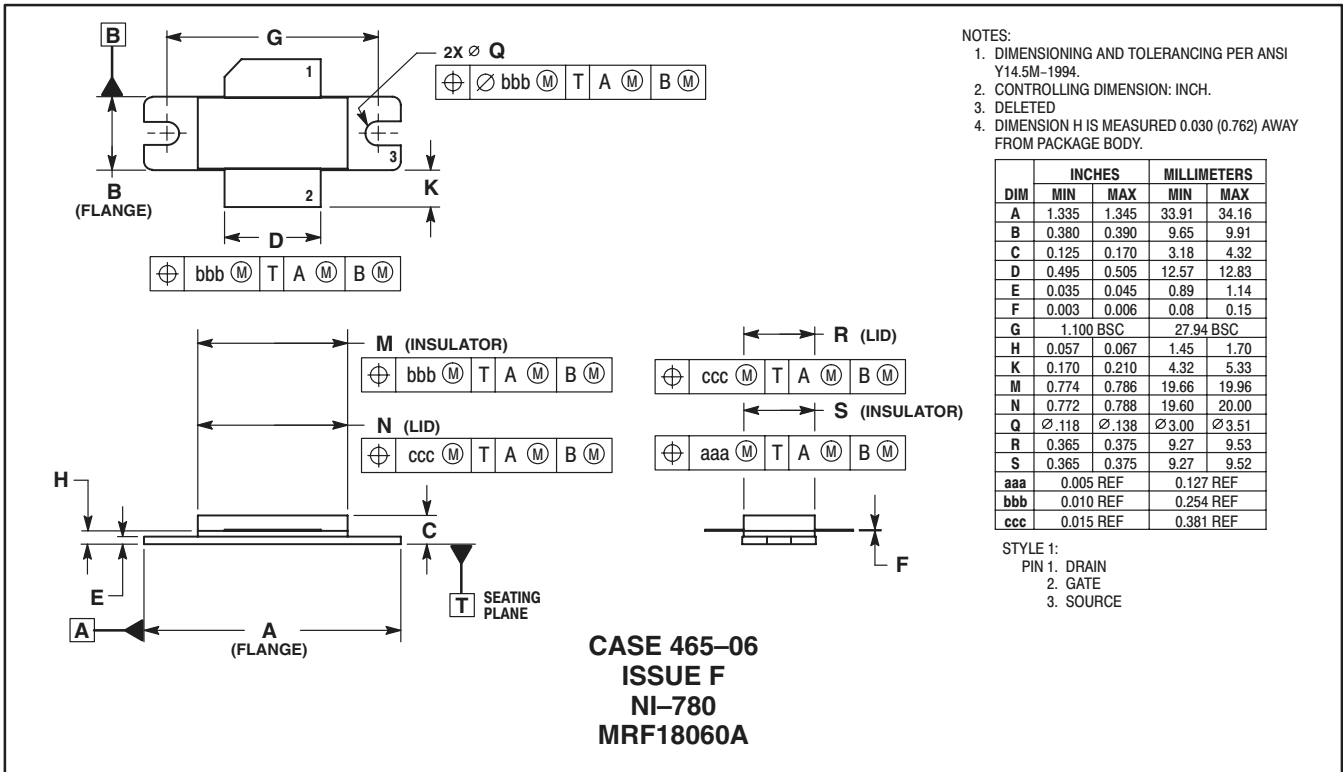 B
G
2X ⌀ Q
⌖ ⌀ bbb Ⓜ T A Ⓜ B Ⓜ
1
3
2
B
(FLANGE)
K
D
⌖ bbb Ⓜ T A Ⓜ B Ⓜ
M (INSULATOR)
⌖ bbb Ⓜ T A Ⓜ B Ⓜ
N (LID)
⌖ ccc Ⓜ T A Ⓜ B Ⓜ
R (LID)
⌖ ccc Ⓜ T A Ⓜ B Ⓜ
S (INSULATOR)
⌖ aaa Ⓜ T A Ⓜ B Ⓜ
H
C
E
F
T SEATING
PLANE
A
A
(FLANGE)
NOTES:
1. DIMENSIONING AND TOLERANCING PER ANSI
Y14.5M–1994.
2. CONTROLLING DIMENSION: INCH.
3. DELETED
4. DIMENSION H IS MEASURED 0.030 (0.762) AWAY
FROM PACKAGE BODY.
INCHES MILLIMETERS
DIM MIN MAX MIN MAX
A 1.335 1.345 33.91 34.16
B 0.380 0.390 9.65 9.91
C 0.125 0.170 3.18 4.32
D 0.495 0.505 12.57 12.83
E 0.035 0.045 0.89 1.14
F 0.003 0.006 0.08 0.15
G 1.100 BSC 27.94 BSC
H 0.057 0.067 1.45 1.70
K 0.170 0.210 4.32 5.33
M 0.774 0.786 19.66 19.96
N 0.772 0.788 19.60 20.00
Q ⌀.118 ⌀.138 ⌀3.00 ⌀3.51
R 0.365 0.375 9.27 9.53
S 0.365 0.375 9.27 9.52
aaa 0.005 REF 0.127 REF
bbb 0.010 REF 0.254 REF
ccc 0.015 REF 0.381 REF
STYLE 1:
PIN 1. DRAIN
2. GATE
3. SOURCE
CASE 465–06
ISSUE F
NI–780
MRF18060A